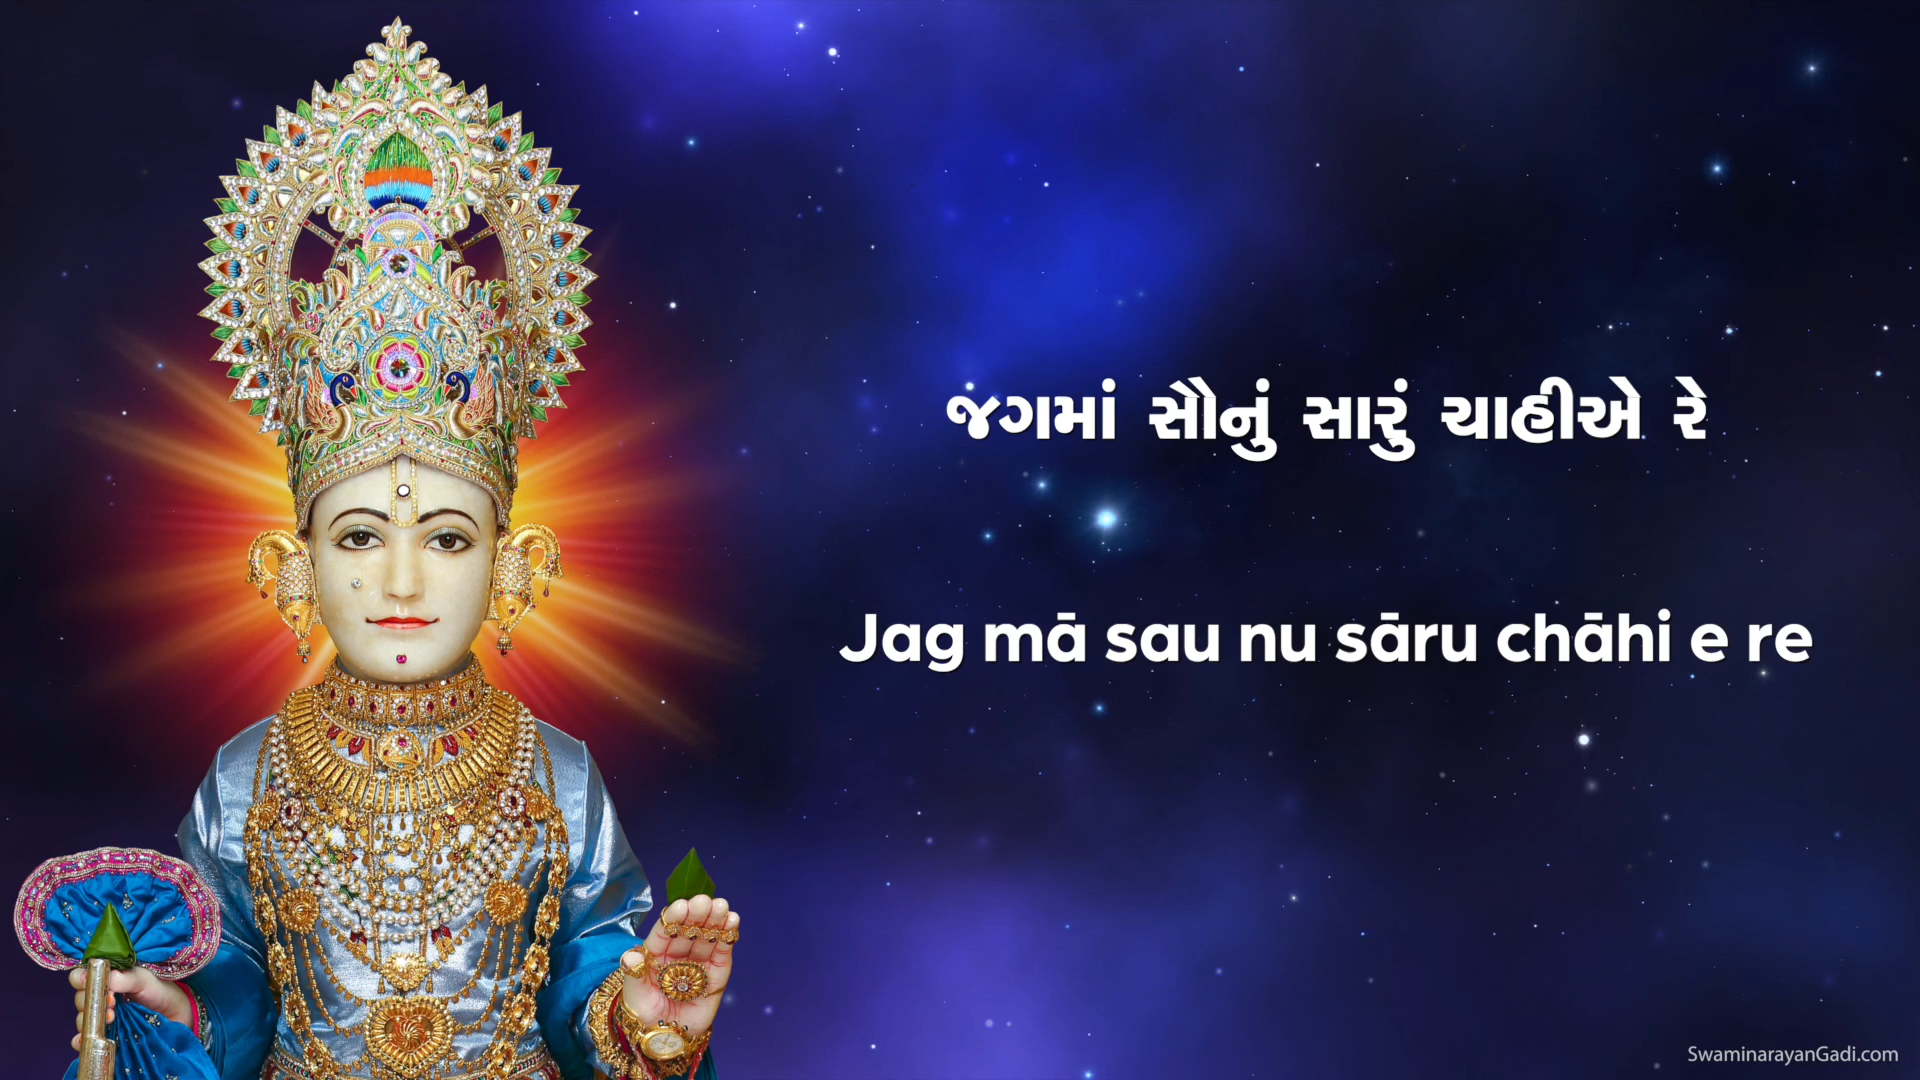 જગમાં સૌનું સારું ચાહીએ રે
Jag mā sau nu sāru chāhi e re
SwaminarayanGadi.com